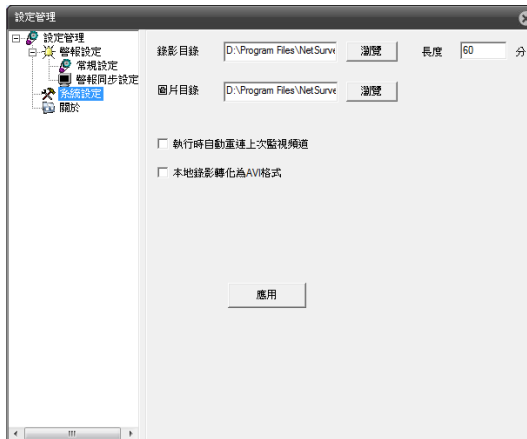 設定管理
設定管理
警報設定
常規設定
警報同步設定
系統設定
關於
錄影目錄 D:\Program Files\NetSurve 瀏覽 長度 60 分
圖片目錄 D:\Program Files\NetSurve 瀏覽
執行時自動重連上次監視頻道
本地錄影轉化為AVI格式
應用